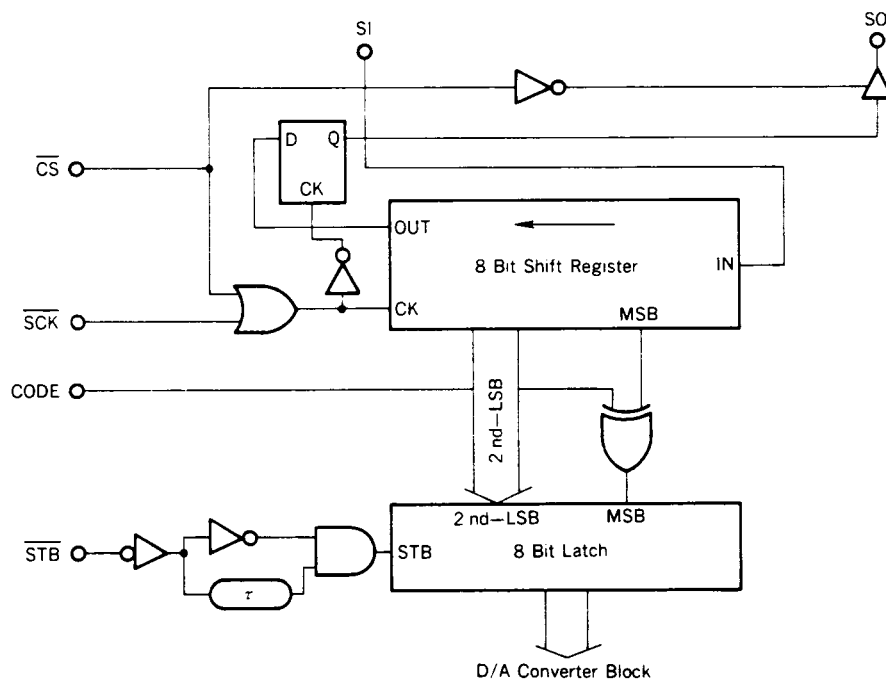 SI
SO
D
Q
CK
CS
OUT
8 Bit Shift Register
IN
CK
MSB
SCK
CODE
2 nd-LSB
2 nd-LSB
MSB
STB
STB
8 Bit Latch
τ
D/A Converter Block